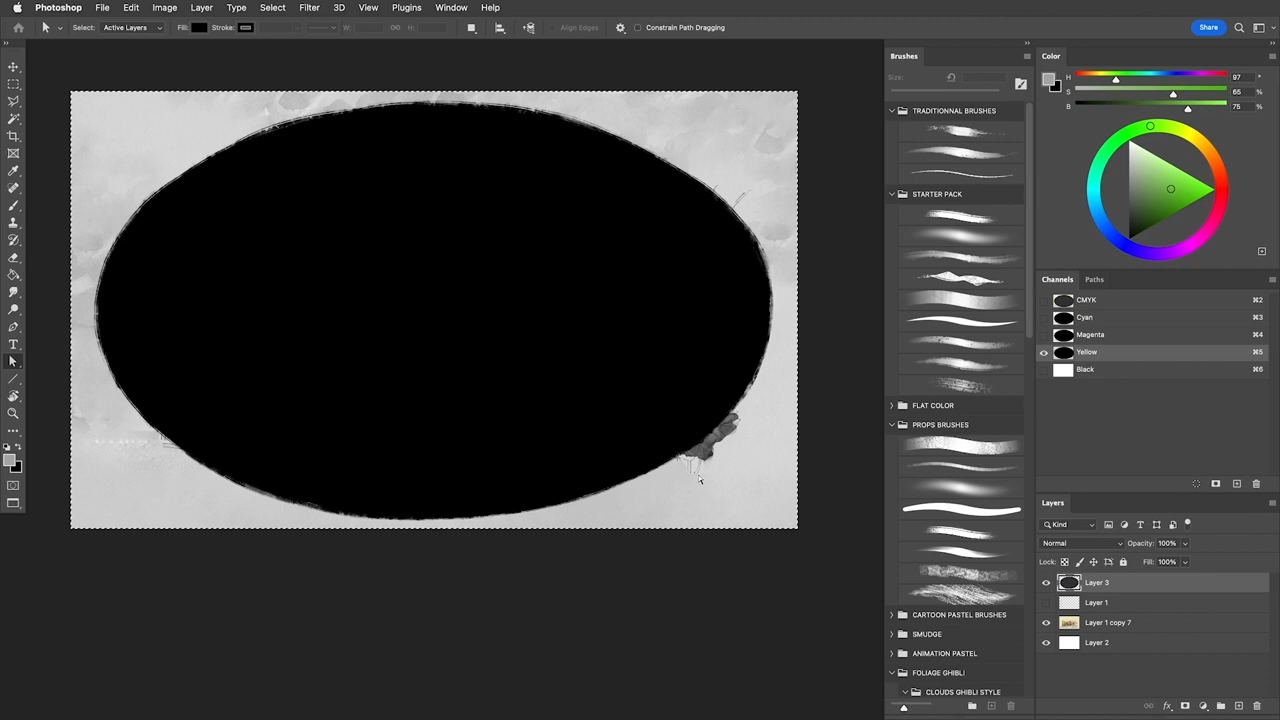 Photoshop File Edit Image Layer Type Select Filter 3D View Plugins Window Help
Select: Active Layers Fill: Stroke: W: H: Align Edges Constrain Path Dragging Share
Brushes
Size:
TRADITIONNAL BRUSHES
STARTER PACK
FLAT COLOR
PROPS BRUSHES
CARTOON PASTEL BRUSHES
SMUDGE
ANIMATION PASTEL
FOLIAGE GHIBLI
CLOUDS GHIBLI STYLE
Color
H 97 °
S 65 %
B 75 %
Channels Paths
CMYK ⌘2
Cyan ⌘3
Magenta ⌘4
Yellow ⌘5
Black ⌘6
Layers
Kind
Normal Opacity: 100%
Lock: Fill: 100%
Layer 3
Layer 1
Layer 1 copy 7
Layer 2
fx